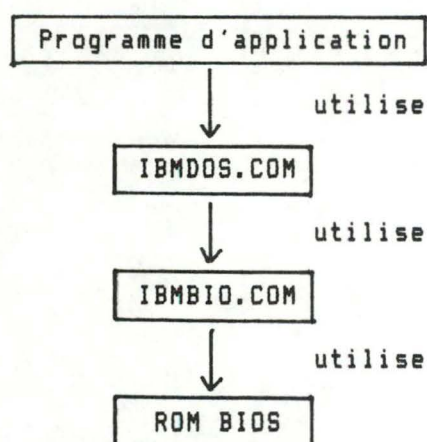 Programme d'application
utilise
IBMDOS.COM
utilise
IBMBIO.COM
utilise
ROM BIOS